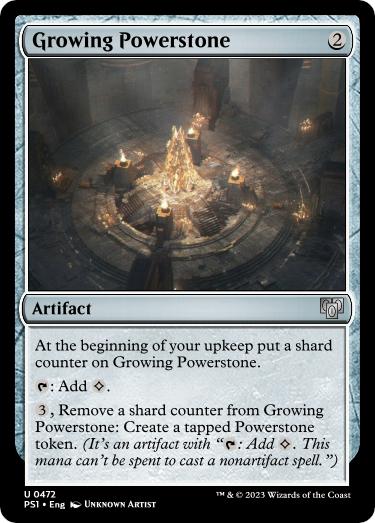 Growing Powerstone 2
Artifact
At the beginning of your upkeep put a shard
counter on Growing Powerstone.
: Add .
3, Remove a shard counter from Growing
Powerstone: Create a tapped Powerstone
token. (It's an artifact with ": Add . This
mana can't be spent to cast a nonartifact spell.")
U 0472
PS1 • Eng Unknown Artist
™ & © 2023 Wizards of the Coast